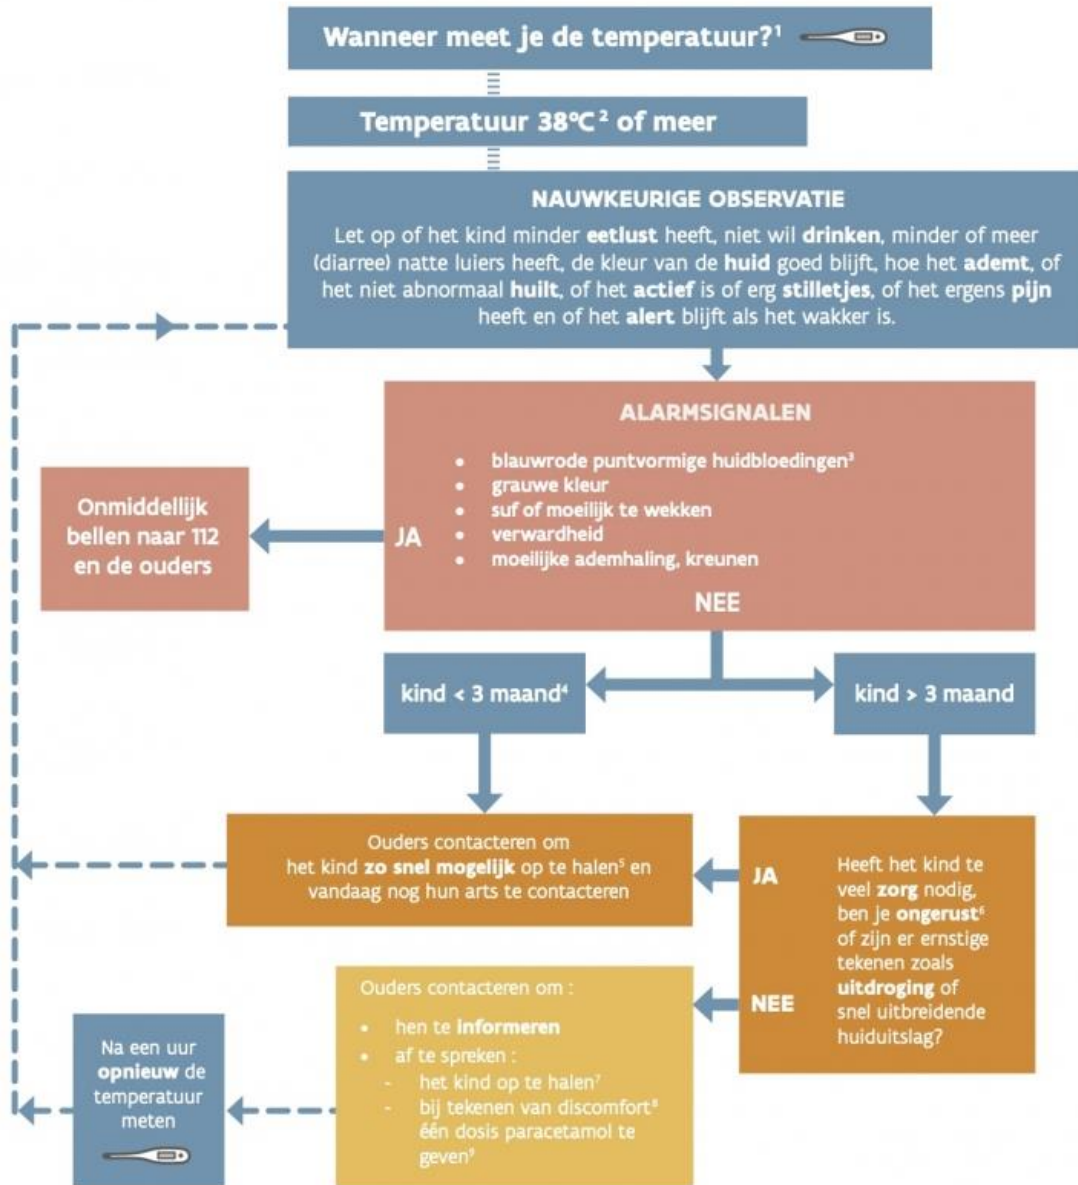 Wanneer meet je de temperatuur?¹
Temperatuur 38°C² of meer
NAUWKEURIGE OBSERVATIE
Let op of het kind minder eetlust heeft, niet wil drinken, minder of meer
(diarree) natte luiers heeft, de kleur van de huid goed blijft, hoe het ademt, of
het niet abnormaal huilt, of het actief is of erg stilletjes, of het ergens pijn
heeft en of het alert blijft als het wakker is.
ALARMSIGNALEN
• blauwrode puntvormige huidbloedingen³
• grauwe kleur
• suf of moeilijk te wekken
• verwardheid
• moeilijke ademhaling, kreunen
JA
Onmiddellijk
bellen naar 112
en de ouders
NEE
kind < 3 maand⁴
kind > 3 maand
Ouders contacteren om
het kind zo snel mogelijk op te halen⁵ en
vandaag nog hun arts te contacteren
JA
Heeft het kind te
veel zorg nodig,
ben je ongerust⁶
of zijn er ernstige
tekenen zoals
uitdroging of
snel uitbreidende
huiduitslag?
NEE
Ouders contacteren om :
• hen te informeren
• af te spreken :
- het kind op te halen⁷
- bij tekenen van discomfort⁸
één dosis paracetamol te
geven⁹
Na een uur
opnieuw de
temperatuur
meten